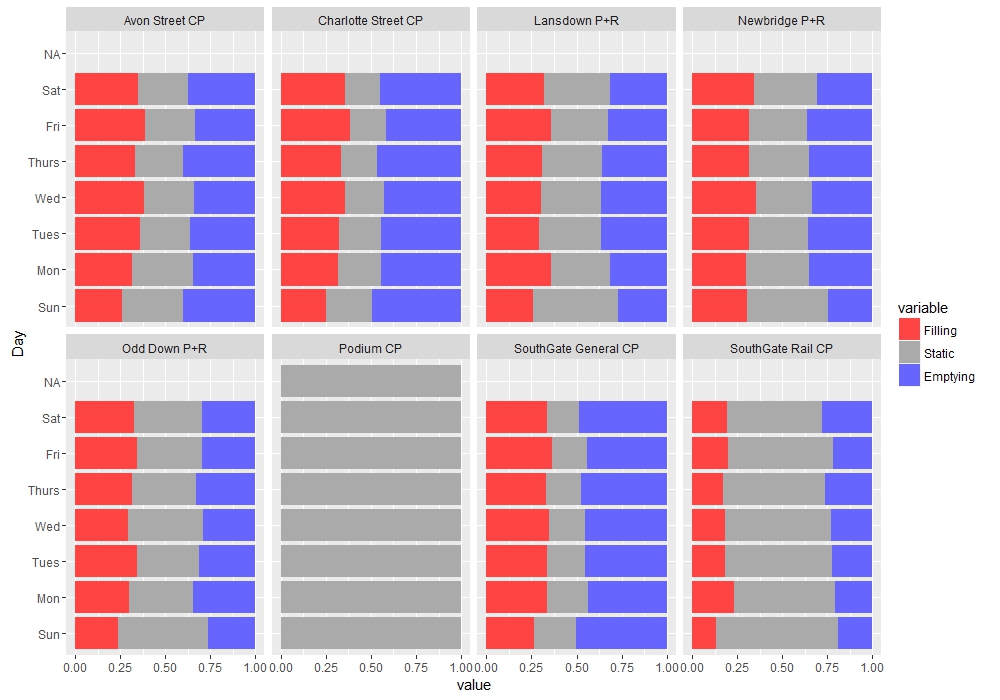 Avon Street CP Charlotte Street CP Lansdown P+R Newbridge P+R
NA
Sat
Fri
Thurs
Wed
Tues
Mon
Sun
Day
Odd Down P+R Podium CP SouthGate General CP SouthGate Rail CP
NA
Sat
Fri
Thurs
Wed
Tues
Mon
Sun
0.00 0.25 0.50 0.75 1.00 0.00 0.25 0.50 0.75 1.00 0.00 0.25 0.50 0.75 1.00 0.00 0.25 0.50 0.75 1.00
value
variable
Filling
Static
Emptying